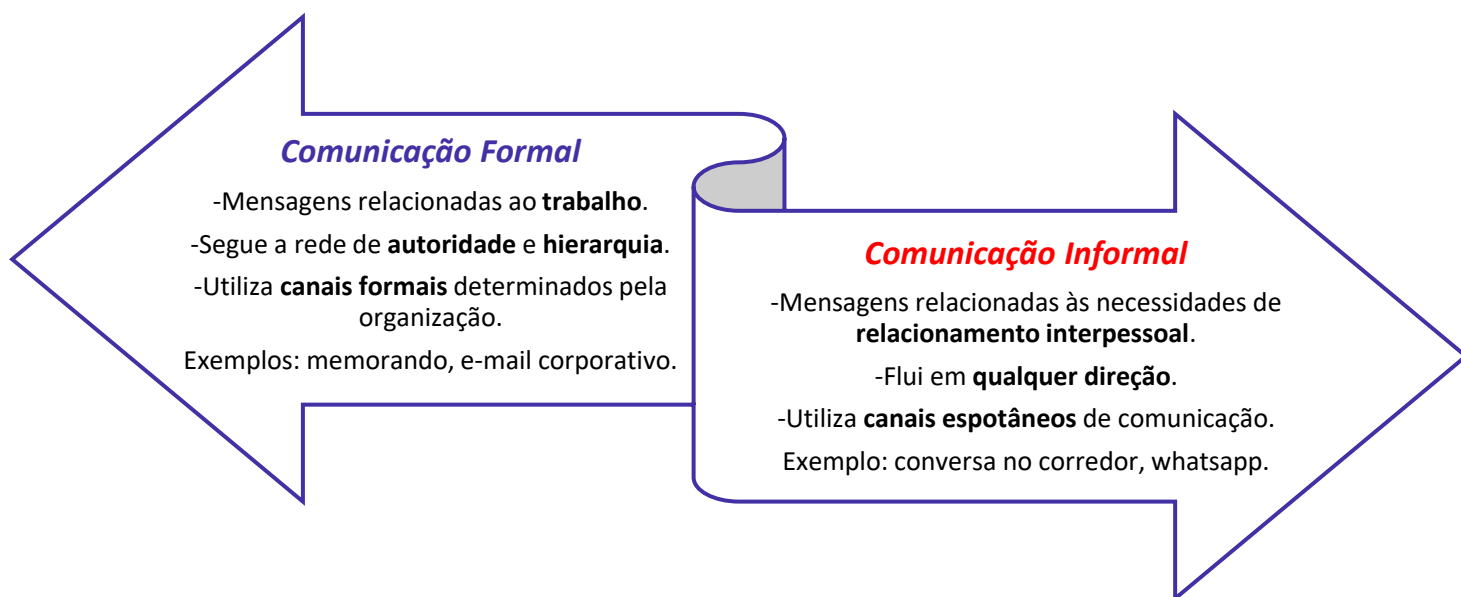 Comunicação Formal
-Mensagens relacionadas ao trabalho.
-Segue a rede de autoridade e hierarquia.
-Utiliza canais formais determinados pela
organização.
Exemplos: memorando, e-mail corporativo.
Comunicação Informal
-Mensagens relacionadas às necessidades de
relacionamento interpessoal.
-Flui em qualquer direção.
-Utiliza canais espotâneos de comunicação.
Exemplo: conversa no corredor, whatsapp.